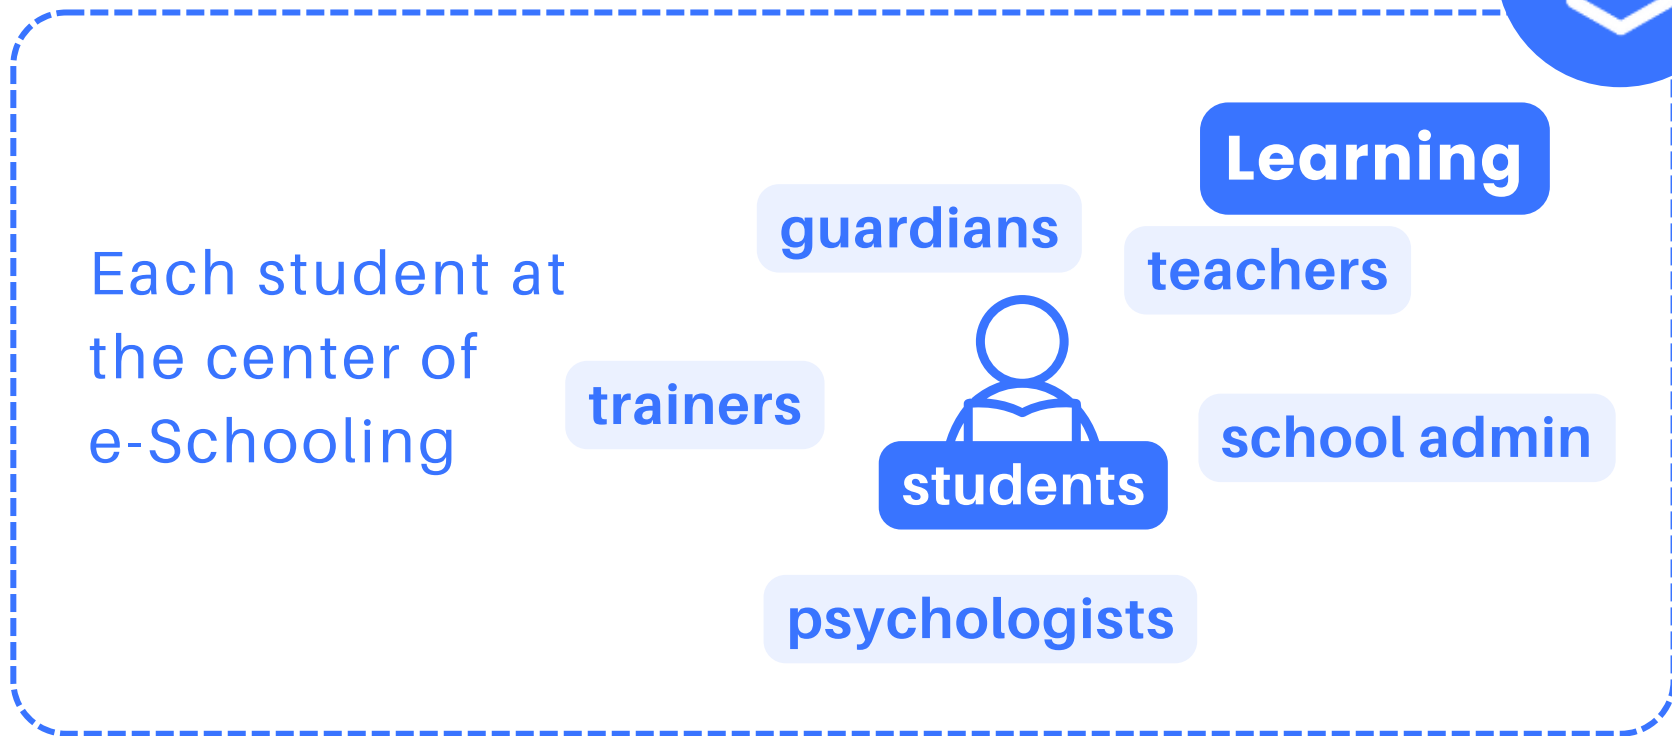 Each student at
the center of
e-Schooling
Learning
guardians
teachers
trainers
school admin
students
psychologists